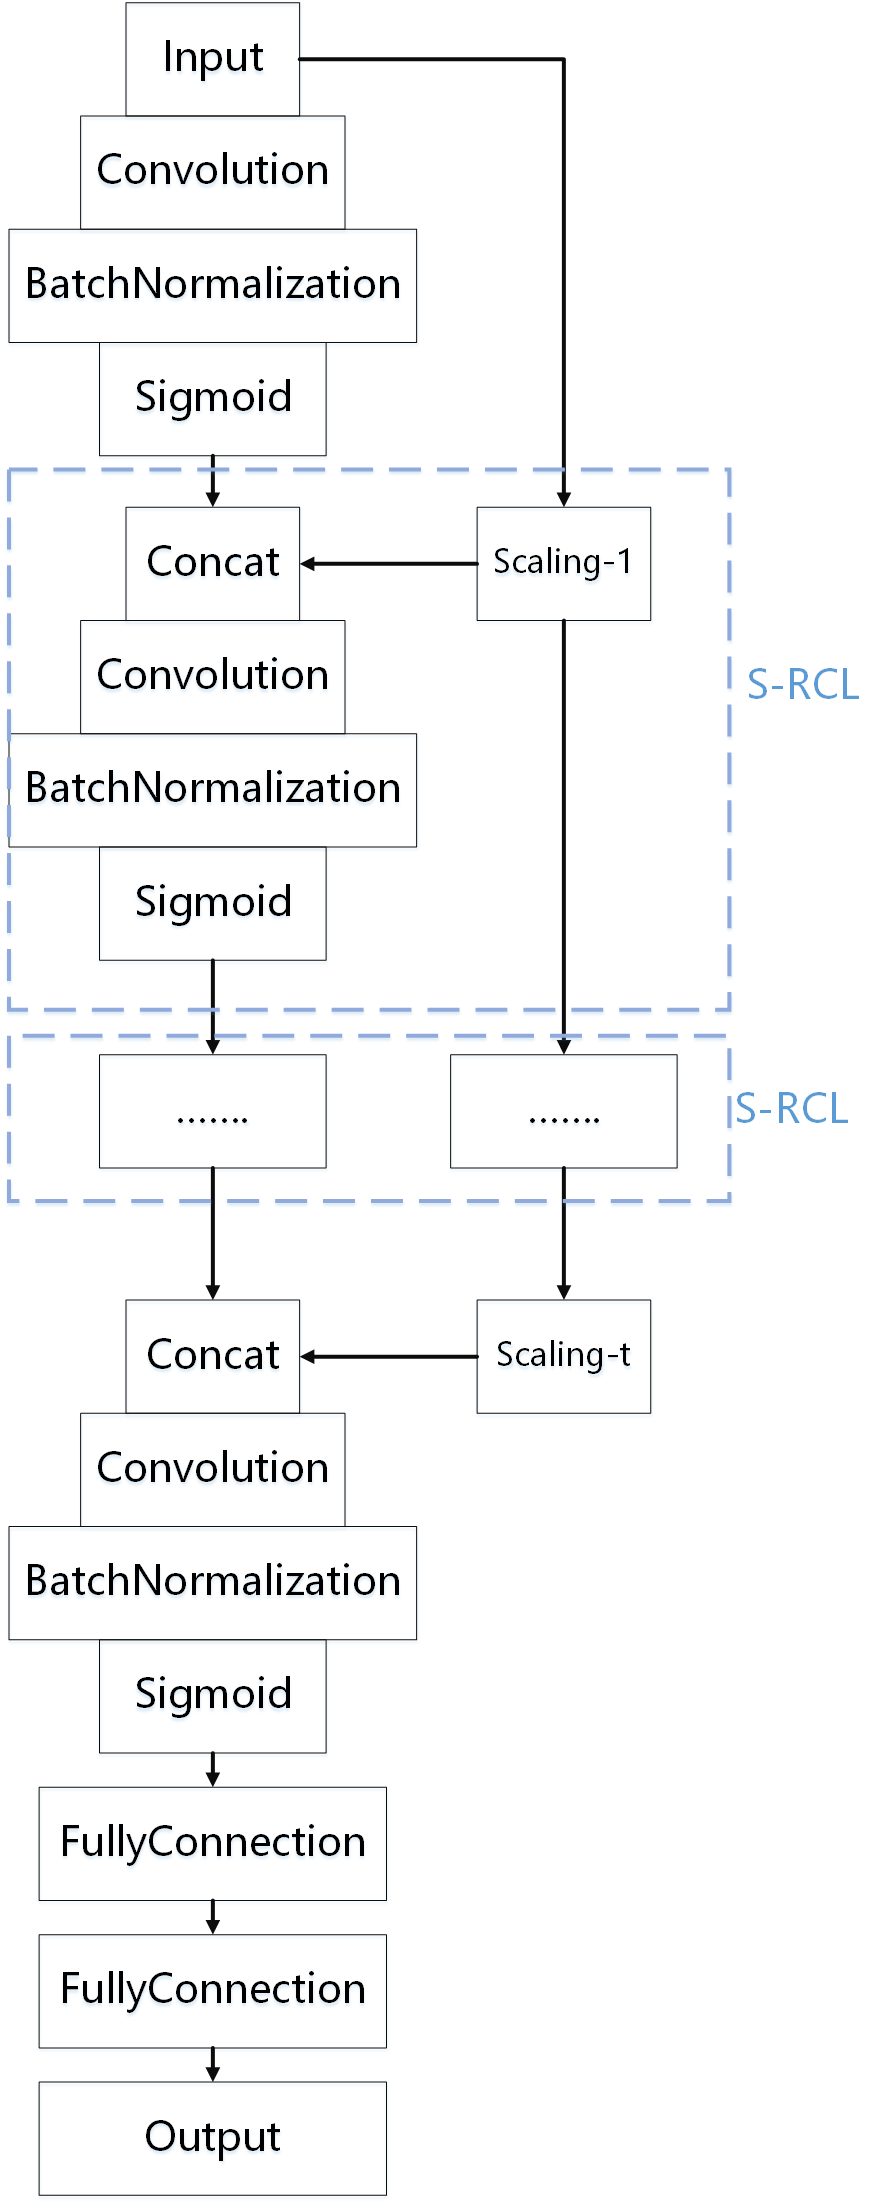 Input
Convolution
BatchNormalization
Sigmoid
Concat
Scaling-1
Convolution
S-RCL
BatchNormalization
Sigmoid
.......
.......
S-RCL
Concat
Scaling-t
Convolution
BatchNormalization
Sigmoid
FullyConnection
FullyConnection
Output